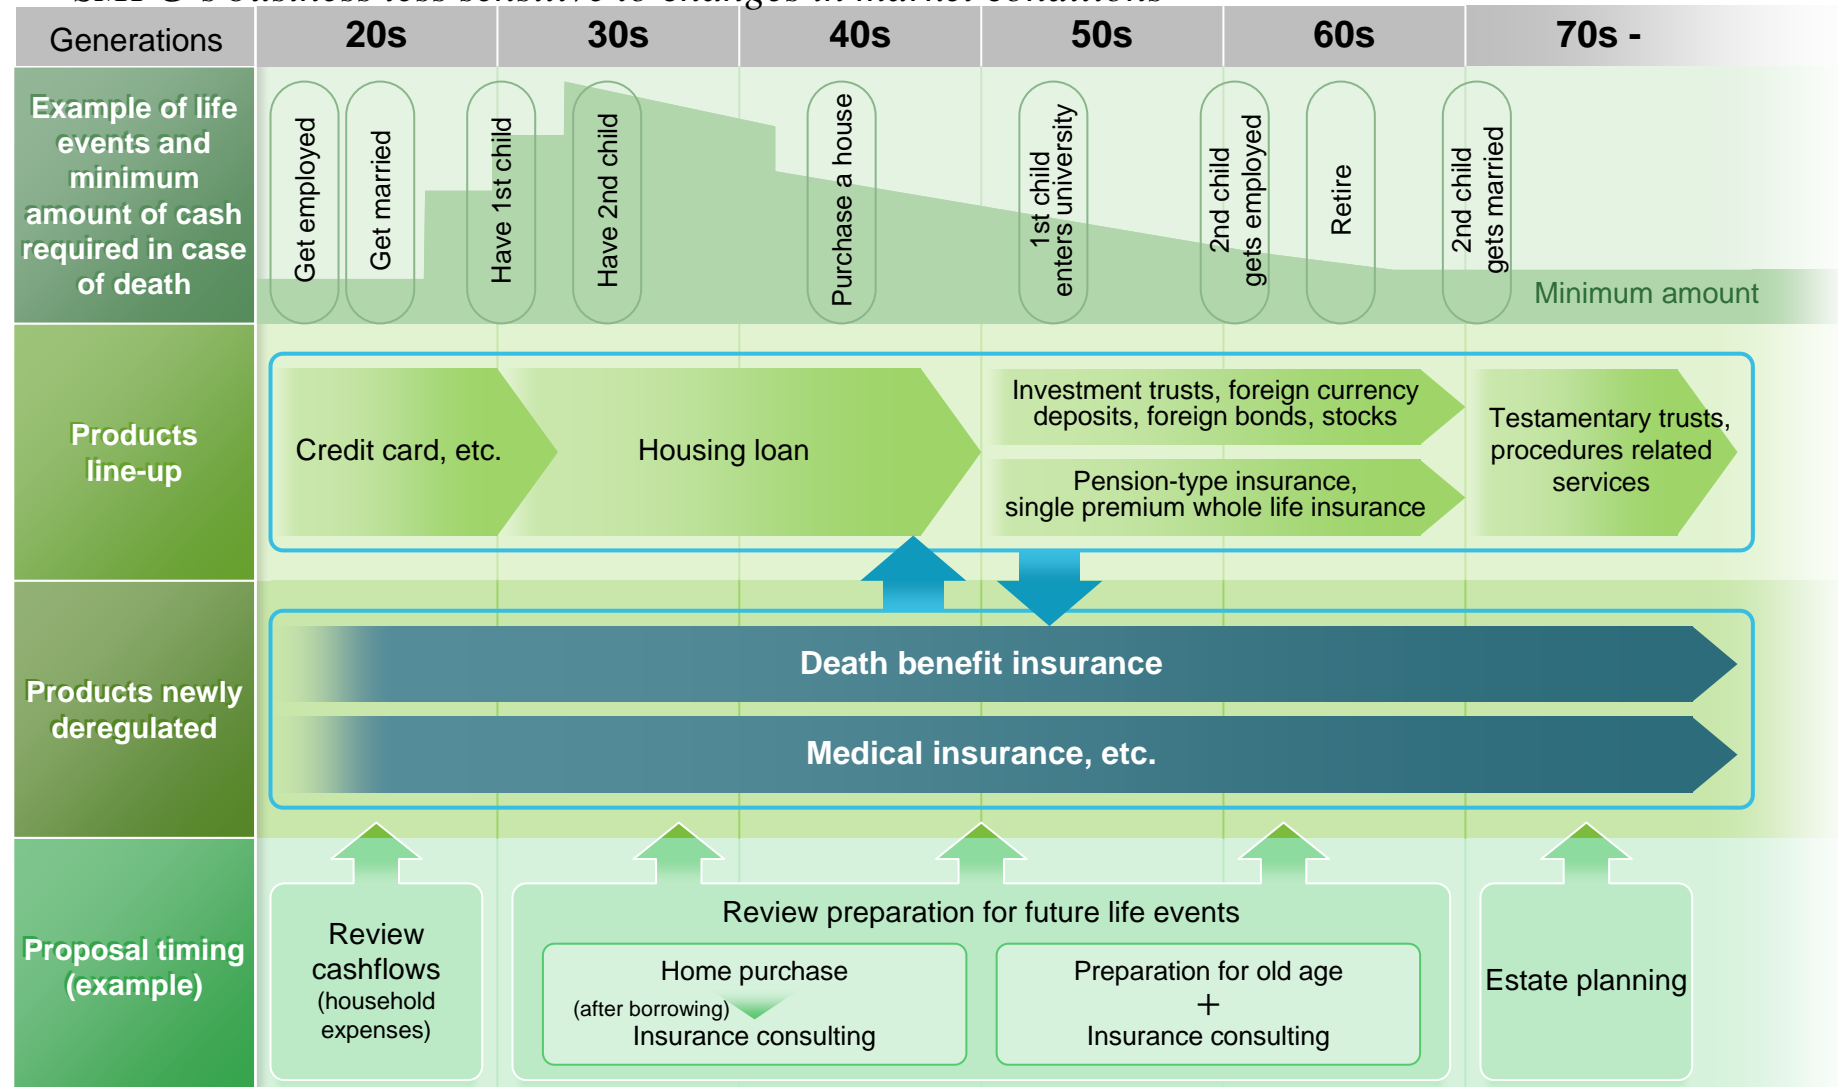 Generations
20s
30s
40s
50s
60s
70s -
Example of life
events and
minimum
amount of cash
required in case
of death
Get employed
Get married
Have 1st child
Have 2nd child
Purchase a house
1st child
enters university
2nd child
gets employed
Retire
2nd child
gets married
Minimum amount
Products
line-up
Credit card, etc.
Housing loan
Investment trusts, foreign currency
deposits, foreign bonds, stocks
Pension-type insurance,
single premium whole life insurance
Testamentary trusts,
procedures related
services
Products newly
deregulated
Death benefit insurance
Medical insurance, etc.
Proposal timing
(example)
Review
cashflows
(household
expenses)
Review preparation for future life events
Home purchase
(after borrowing)
Insurance consulting
Preparation for old age
+
Insurance consulting
Estate planning